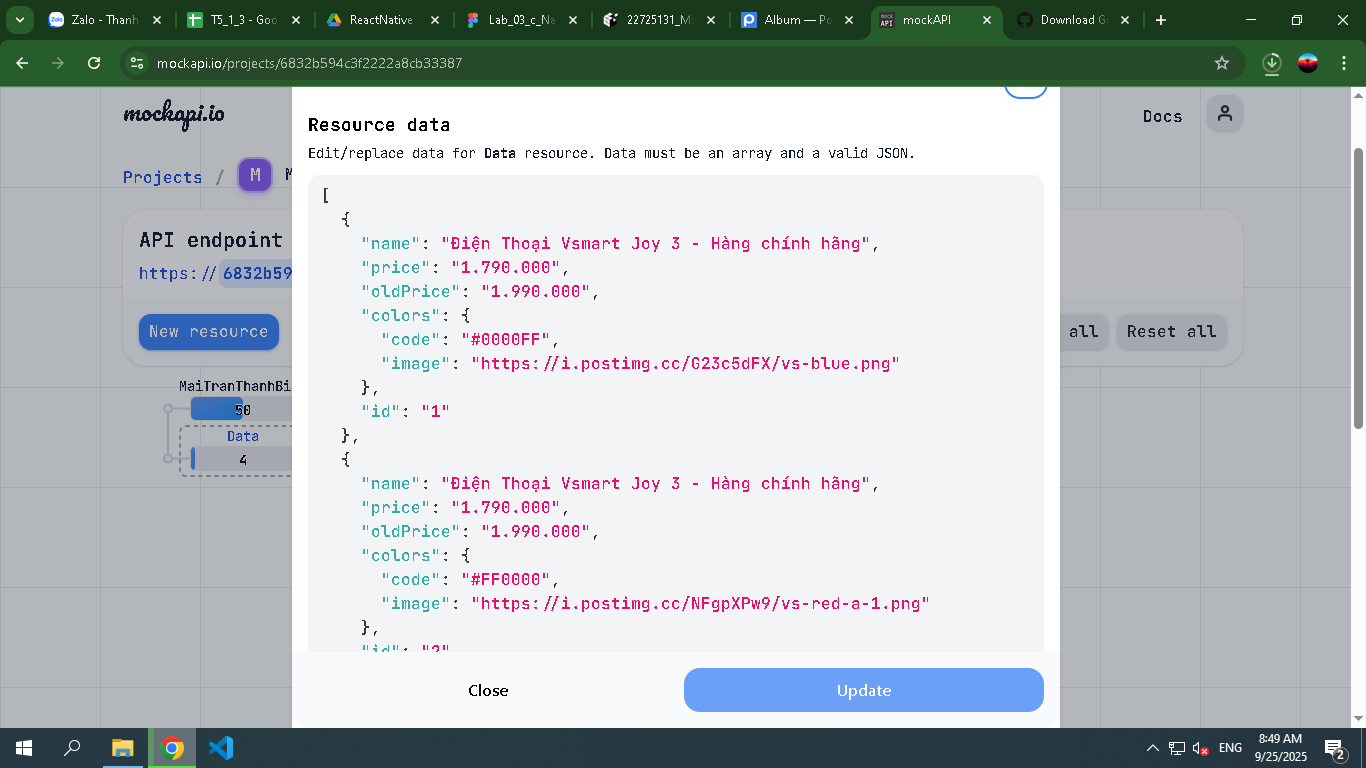 Zalo - Thanh
T5_1_3 - Goo
ReactNative
Lab_03_c_Na
22725131_Ma
Album — Po
mockAPI
Download Gi
mockapi.io/projects/6832b594c3f2222a8cb33387
mockapi.io
Docs
Projects / M M
API endpoint
https://6832b59
New resource
all
Reset all
MaiTranThanhBi
50
Data
4
Resource data
Edit/replace data for Data resource. Data must be an array and a valid JSON.
[
{
"name": "Điện Thoại Vsmart Joy 3 - Hàng chính hãng",
"price": "1.790.000",
"oldPrice": "1.990.000",
"colors": {
"code": "#0000FF",
"image": "https://i.postimg.cc/G23c5dFX/vs-blue.png"
},
"id": "1"
},
{
"name": "Điện Thoại Vsmart Joy 3 - Hàng chính hãng",
"price": "1.790.000",
"oldPrice": "1.990.000",
"colors": {
"code": "#FF0000",
"image": "https://i.postimg.cc/NFgpXPw9/vs-red-a-1.png"
},
"id": "2"
Close
Update
ENG
8:49 AM
9/25/2025
2